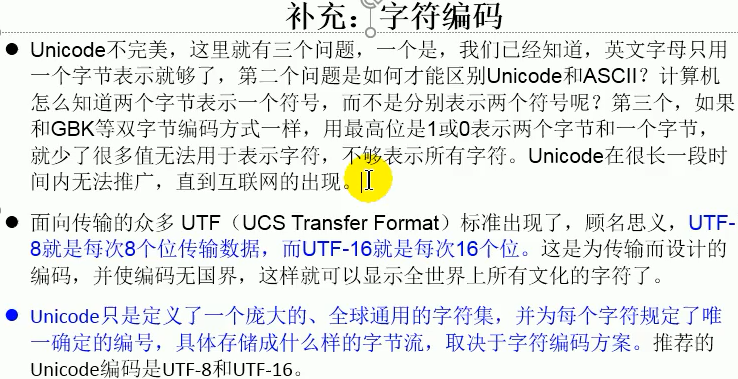 补充：字符编码
Unicode不完美，这里就有三个问题，一个是，我们已经知道，英文字母只用
一个字节表示就够了，第二个问题是如何才能区别Unicode和ASCII？计算机
怎么知道两个字节表示一个符号，而不是分别表示两个符号呢？第三个，如果
和GBK等双字节编码方式一样，用最高位是1或0表示两个字节和一个字节，
就少了很多值无法用于表示字符，不够表示所有字符。Unicode在很长一段时
间内无法推广，直到互联网的出现。
面向传输的众多 UTF（UCS Transfer Format）标准出现了，顾名思义，UTF-
8就是每次8个位传输数据，而UTF-16就是每次16个位。这是为传输而设计的
编码，并使编码无国界，这样就可以显示全世界上所有文化的字符了。
Unicode只是定义了一个庞大的、全球通用的字符集，并为每个字符规定了唯
一确定的编号，具体存储成什么样的字节流，取决于字符编码方案。推荐的
Unicode编码是UTF-8和UTF-16。